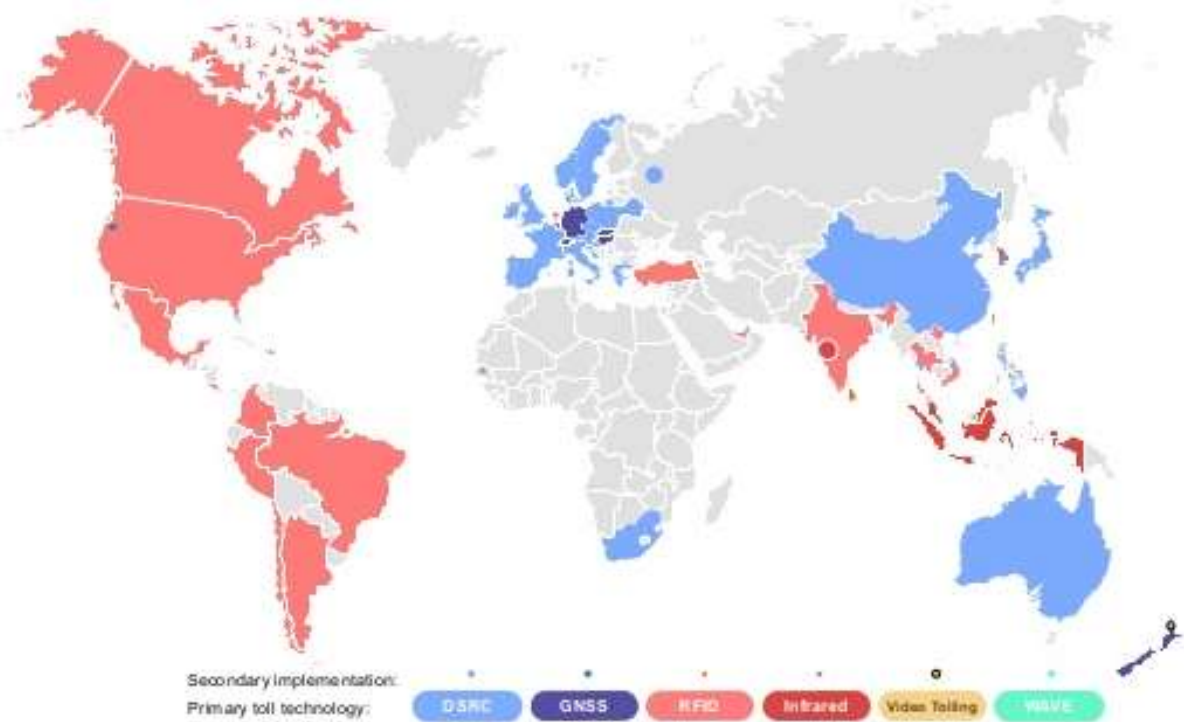 Secondary implementation:
Primary toll technology: DSRC GNSS RFID Infrared Video Tolling WAVE